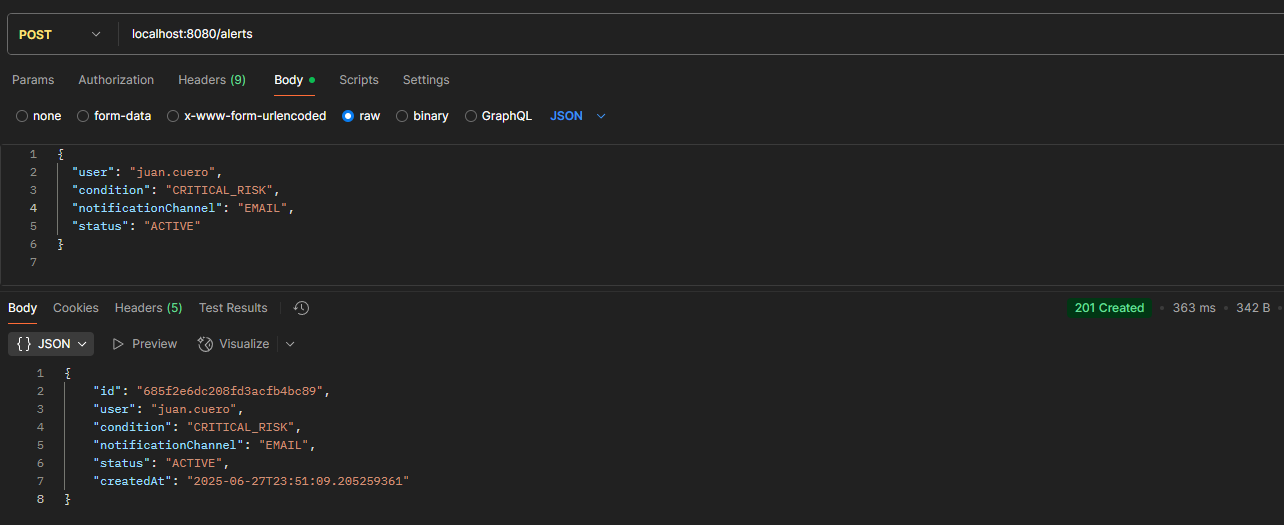 POST localhost:8080/alerts
Params Authorization Headers (9) Body Scripts Settings
none form-data x-www-form-urlencoded raw binary GraphQL JSON
1 {
2 "user": "juan.cuero",
3 "condition": "CRITICAL_RISK",
4 "notificationChannel": "EMAIL",
5 "status": "ACTIVE"
6 }
7
Body Cookies Headers (5) Test Results 201 Created • 363 ms • 342 B •
{} JSON Preview Visualize
1 {
2 "id": "685f2e6dc208fd3acfb4bc89",
3 "user": "juan.cuero",
4 "condition": "CRITICAL_RISK",
5 "notificationChannel": "EMAIL",
6 "status": "ACTIVE",
7 "createdAt": "2025-06-27T23:51:09.205259361"
8 }